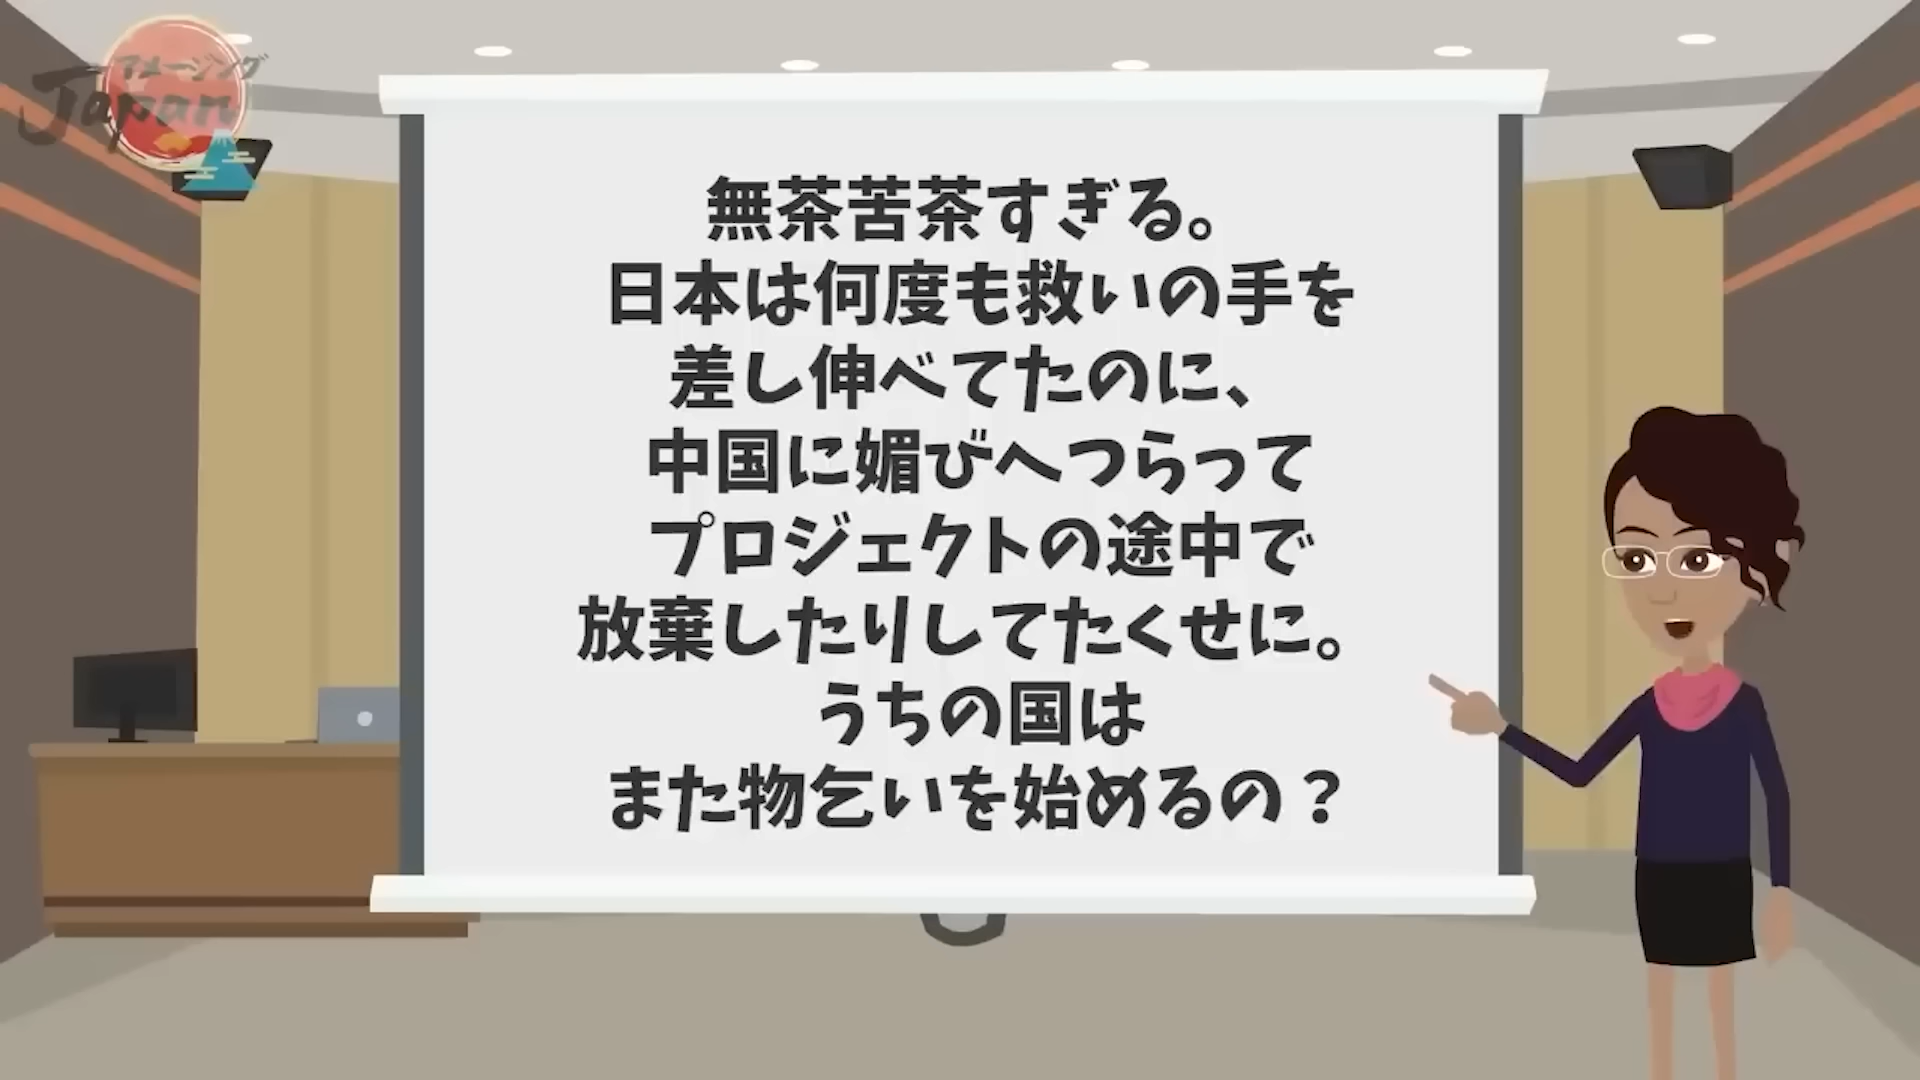 アメージング
Japan
無茶苦茶すぎる。
日本は何度も救いの手を
差し伸べてたのに、
中国に媚びへつらって
プロジェクトの途中で
放棄したりしてたくせに。
うちの国は
また物乞いを始めるの？